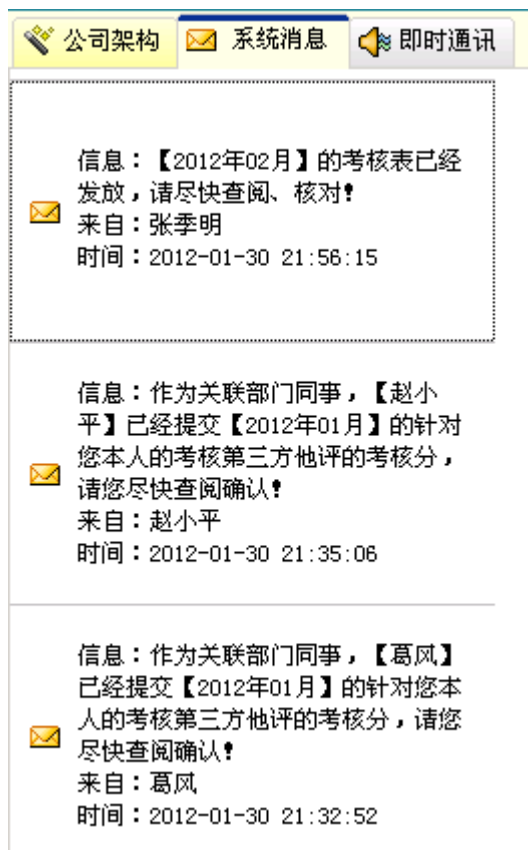 公司架构 系统消息 即时通讯
信息：【2012年02月】的考核表已经
发放，请尽快查阅、核对！
来自：张季明
时间：2012-01-30 21:56:15
信息：作为关联部门同事，【赵小
平】已经提交【2012年01月】的针对
您本人的考核第三方他评的考核分，
请您尽快查阅确认！
来自：赵小平
时间：2012-01-30 21:35:06
信息：作为关联部门同事，【葛风】
已经提交【2012年01月】的针对您本
人的考核第三方他评的考核分，请您
尽快查阅确认！
来自：葛风
时间：2012-01-30 21:32:52